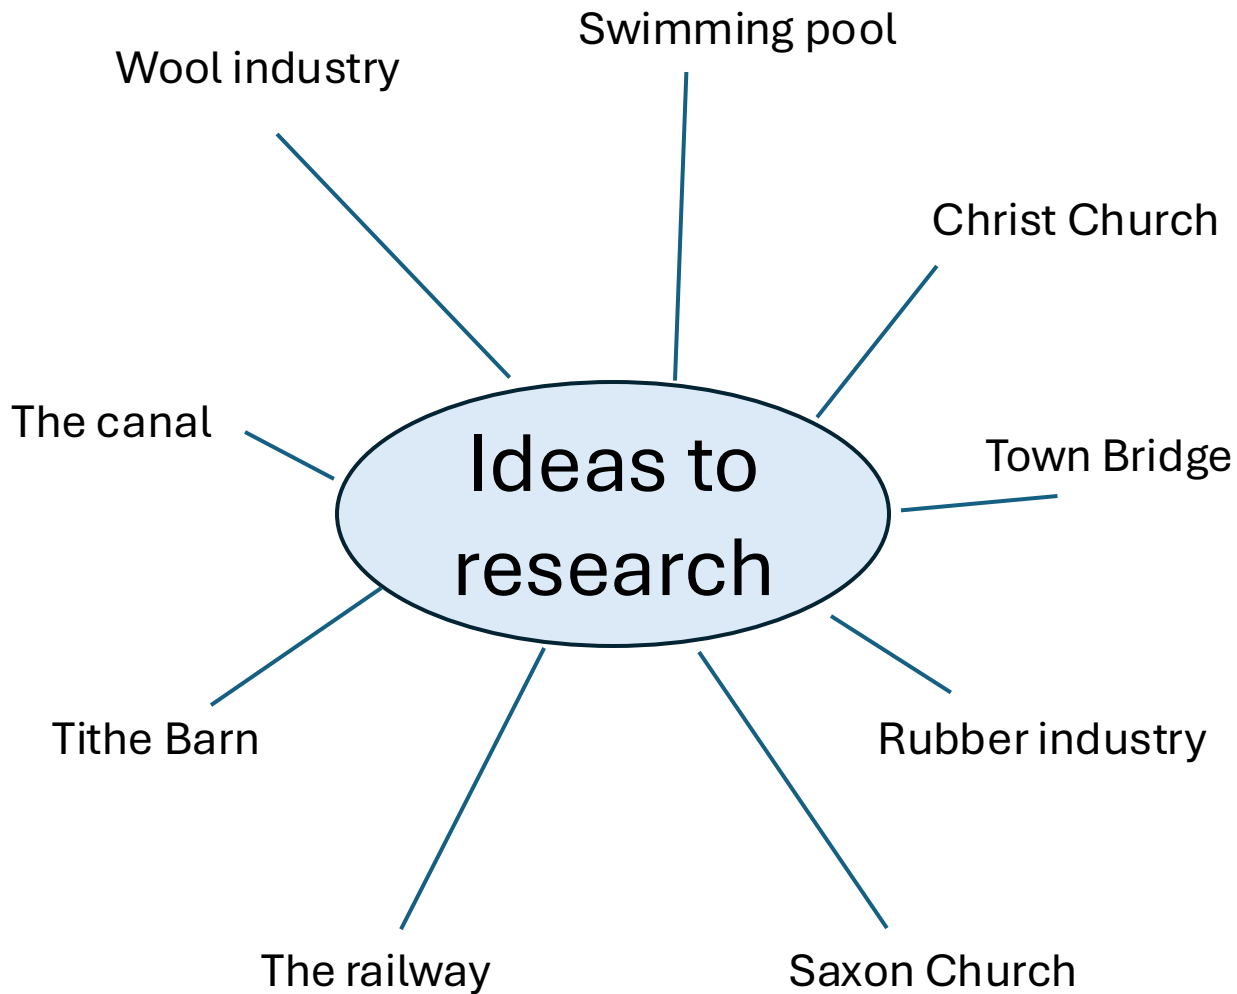 Swimming pool
Wool industry
Christ Church
The canal
Ideas to
research
Town Bridge
Tithe Barn
Rubber industry
The railway
Saxon Church